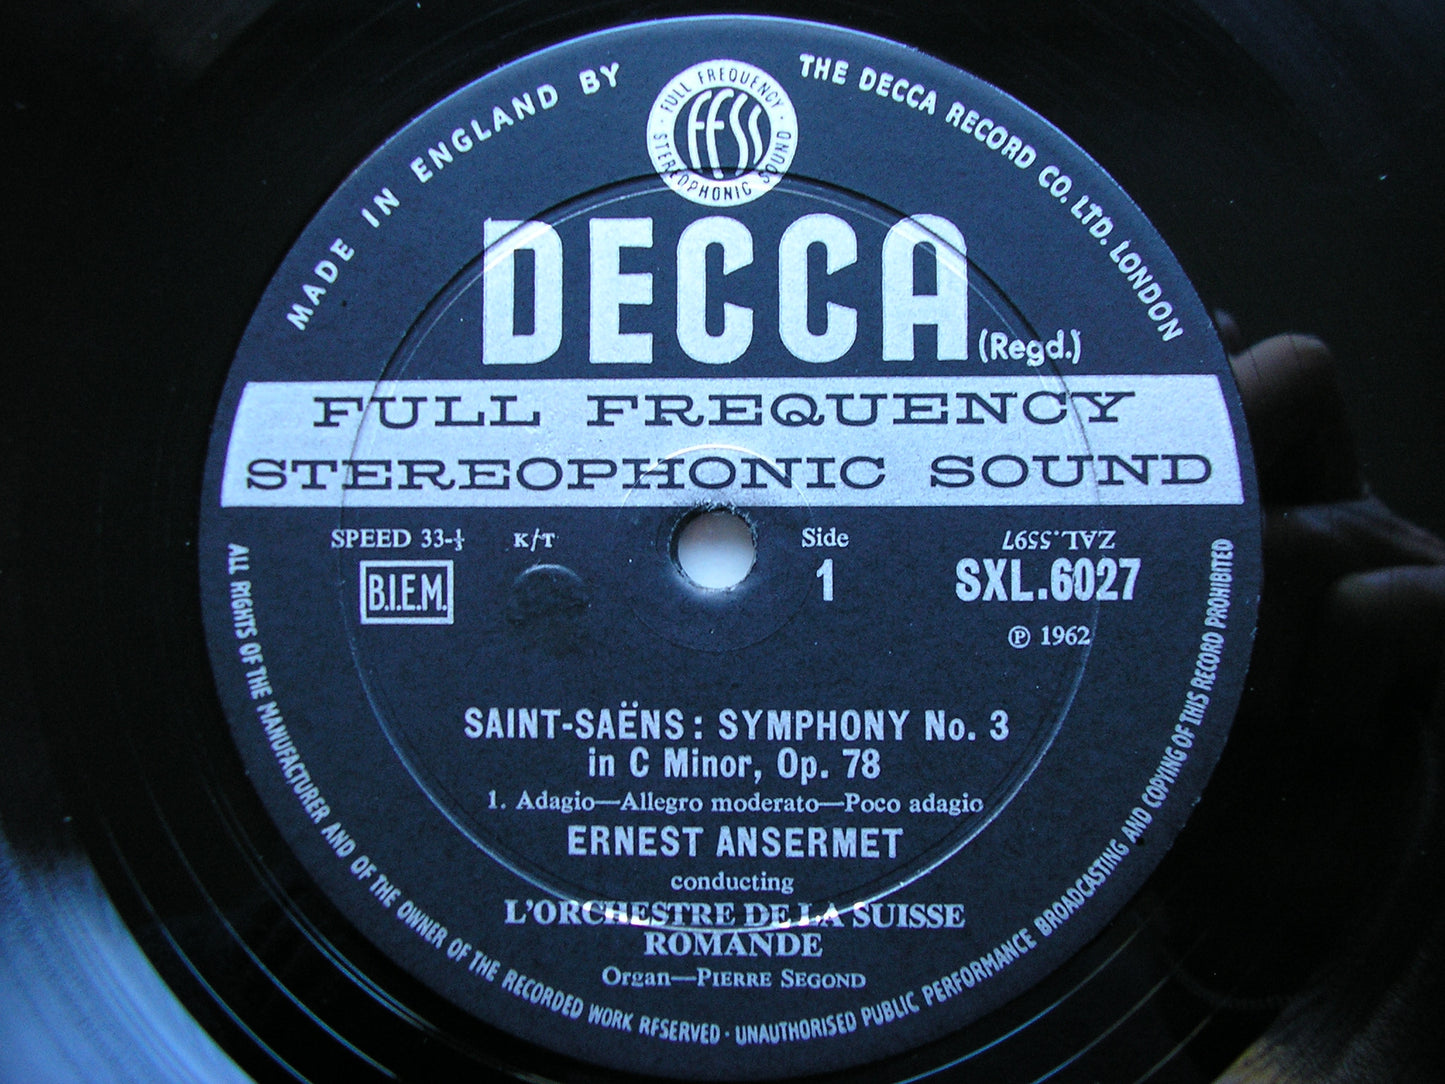 MADE IN ENGLAND BY
THE DECCA RECORD CO. LTD. LONDON
FULL FREQUENCY
FFSS
STEREOPHONIC SOUND
DECCA
(Regd.)
FULL FREQUENCY
STEREOPHONIC SOUND
SPEED 33-⅓ K/T Side ZAL.5597
B.I.E.M. 1 SXL.6027
℗ 1962
SAINT-SAËNS: SYMPHONY No. 3
in C Minor, Op. 78
1. Adagio—Allegro moderato—Poco adagio
ERNEST ANSERMET
conducting
L'ORCHESTRE DE LA SUISSE
ROMANDE
Organ—PIERRE SEGOND
ALL RIGHTS OF THE MANUFACTURER AND OF THE OWNER OF THE RECORDED WORK RESERVED · UNAUTHORISED PUBLIC PERFORMANCE BROADCASTING AND COPYING OF THIS RECORD PROHIBITED